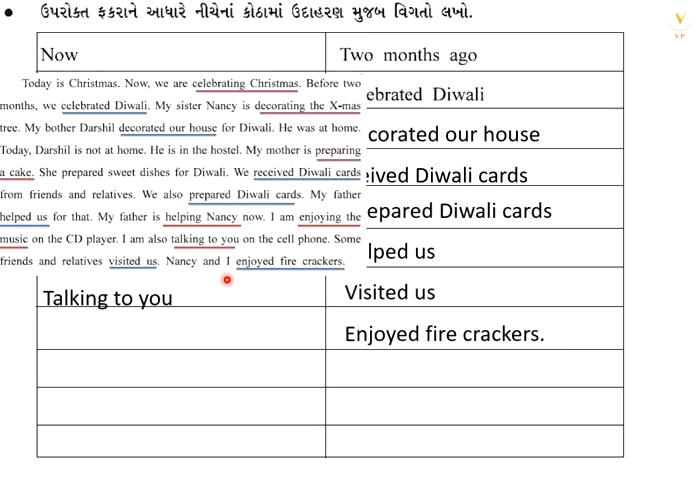 ● ઉપરોક્ત ફકરાને આધારે નીચેનાં કોઠામાં ઉદાહરણ મુજબ વિગતો લખો.
V
V.P.
Now
Two months ago.
Today is Christmas. Now, we are celebrating Christmas. Before two
months, we celebrated Diwali. My sister Nancy is decorating the X-mas
tree. My bother Darshil decorated our house for Diwali. He was at home.
Today, Darshil is not at home. He is in the hostel. My mother is preparing
a cake. She prepared sweet dishes for Diwali. We received Diwali cards
from friends and relatives. We also prepared Diwali cards. My father
helped us for that. My father is helping Nancy now. I am enjoying the
music on the CD player. I am also talking to you on the cell phone. Some
friends and relatives visited us. Nancy and I enjoyed fire crackers.
ebrated Diwali
corated our house
ived Diwali cards
epared Diwali cards
lped us
Talking to you
Visited us
Enjoyed fire crackers.